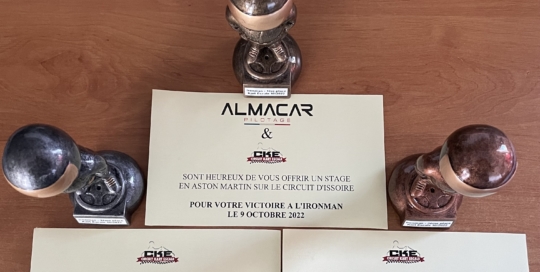 ALMACAR
PILOTAGE
&
CKE
SONT HEUREUX DE VOUS OFFRIR UN STAGE
EN ASTON MARTIN SUR LE CIRCUIT D'ISSOIRE
POUR VOTRE VICTOIRE A L'IRONMAN
LE 9 OCTOBRE 2022
CKE
CKE